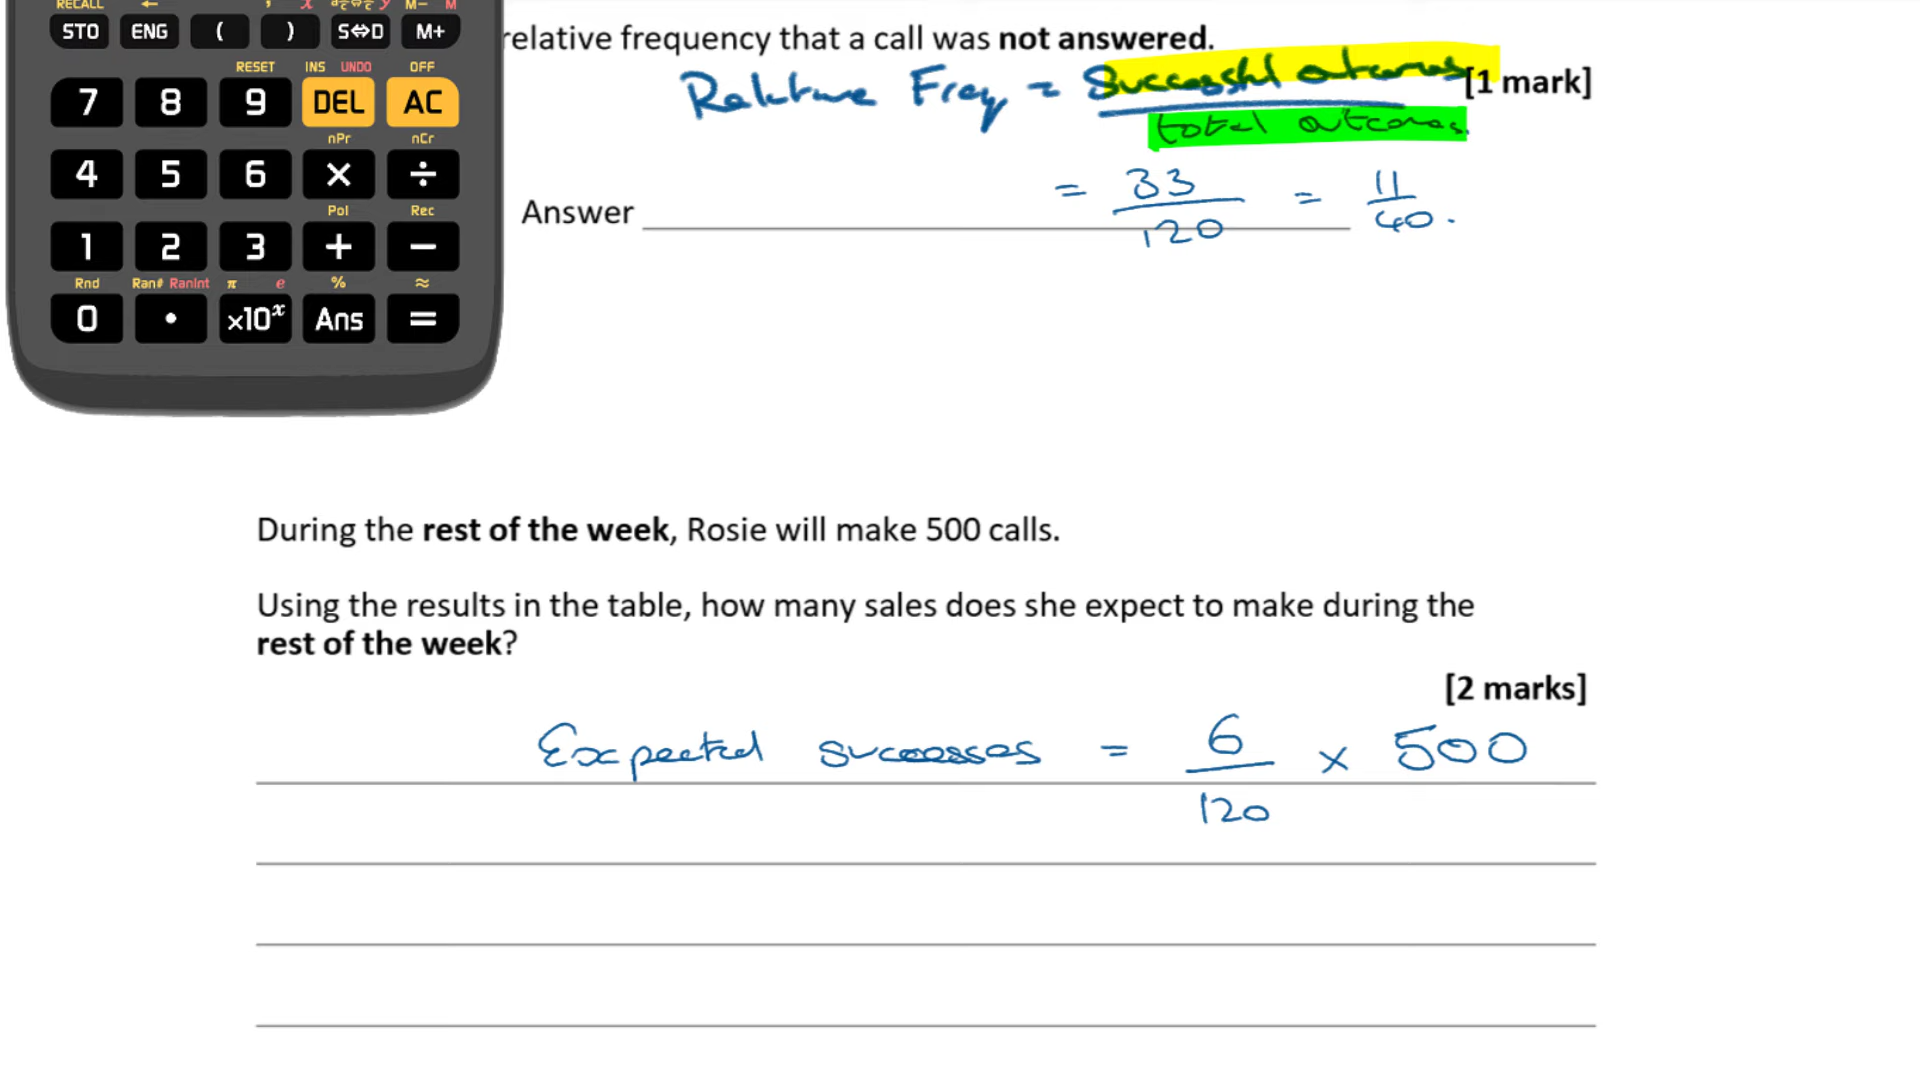 RECALL ← M− M
STO ENG ( ) S⇔D M+
RESET INS UNDO OFF
7 8 9 DEL AC
nPr nCr
4 5 6 × ÷
Pol Rec
1 2 3 + −
Rnd Ran# RanInt π e % ≈
0 • ×10ˣ Ans =
relative frequency that a call was not answered.
Relative Freq = Successful outcomes [1 mark]
total outcomes.
Answer = 33/120 = 11/40.
During the rest of the week, Rosie will make 500 calls.
Using the results in the table, how many sales does she expect to make during the
rest of the week?
[2 marks]
Expected successes = 6/120 × 500